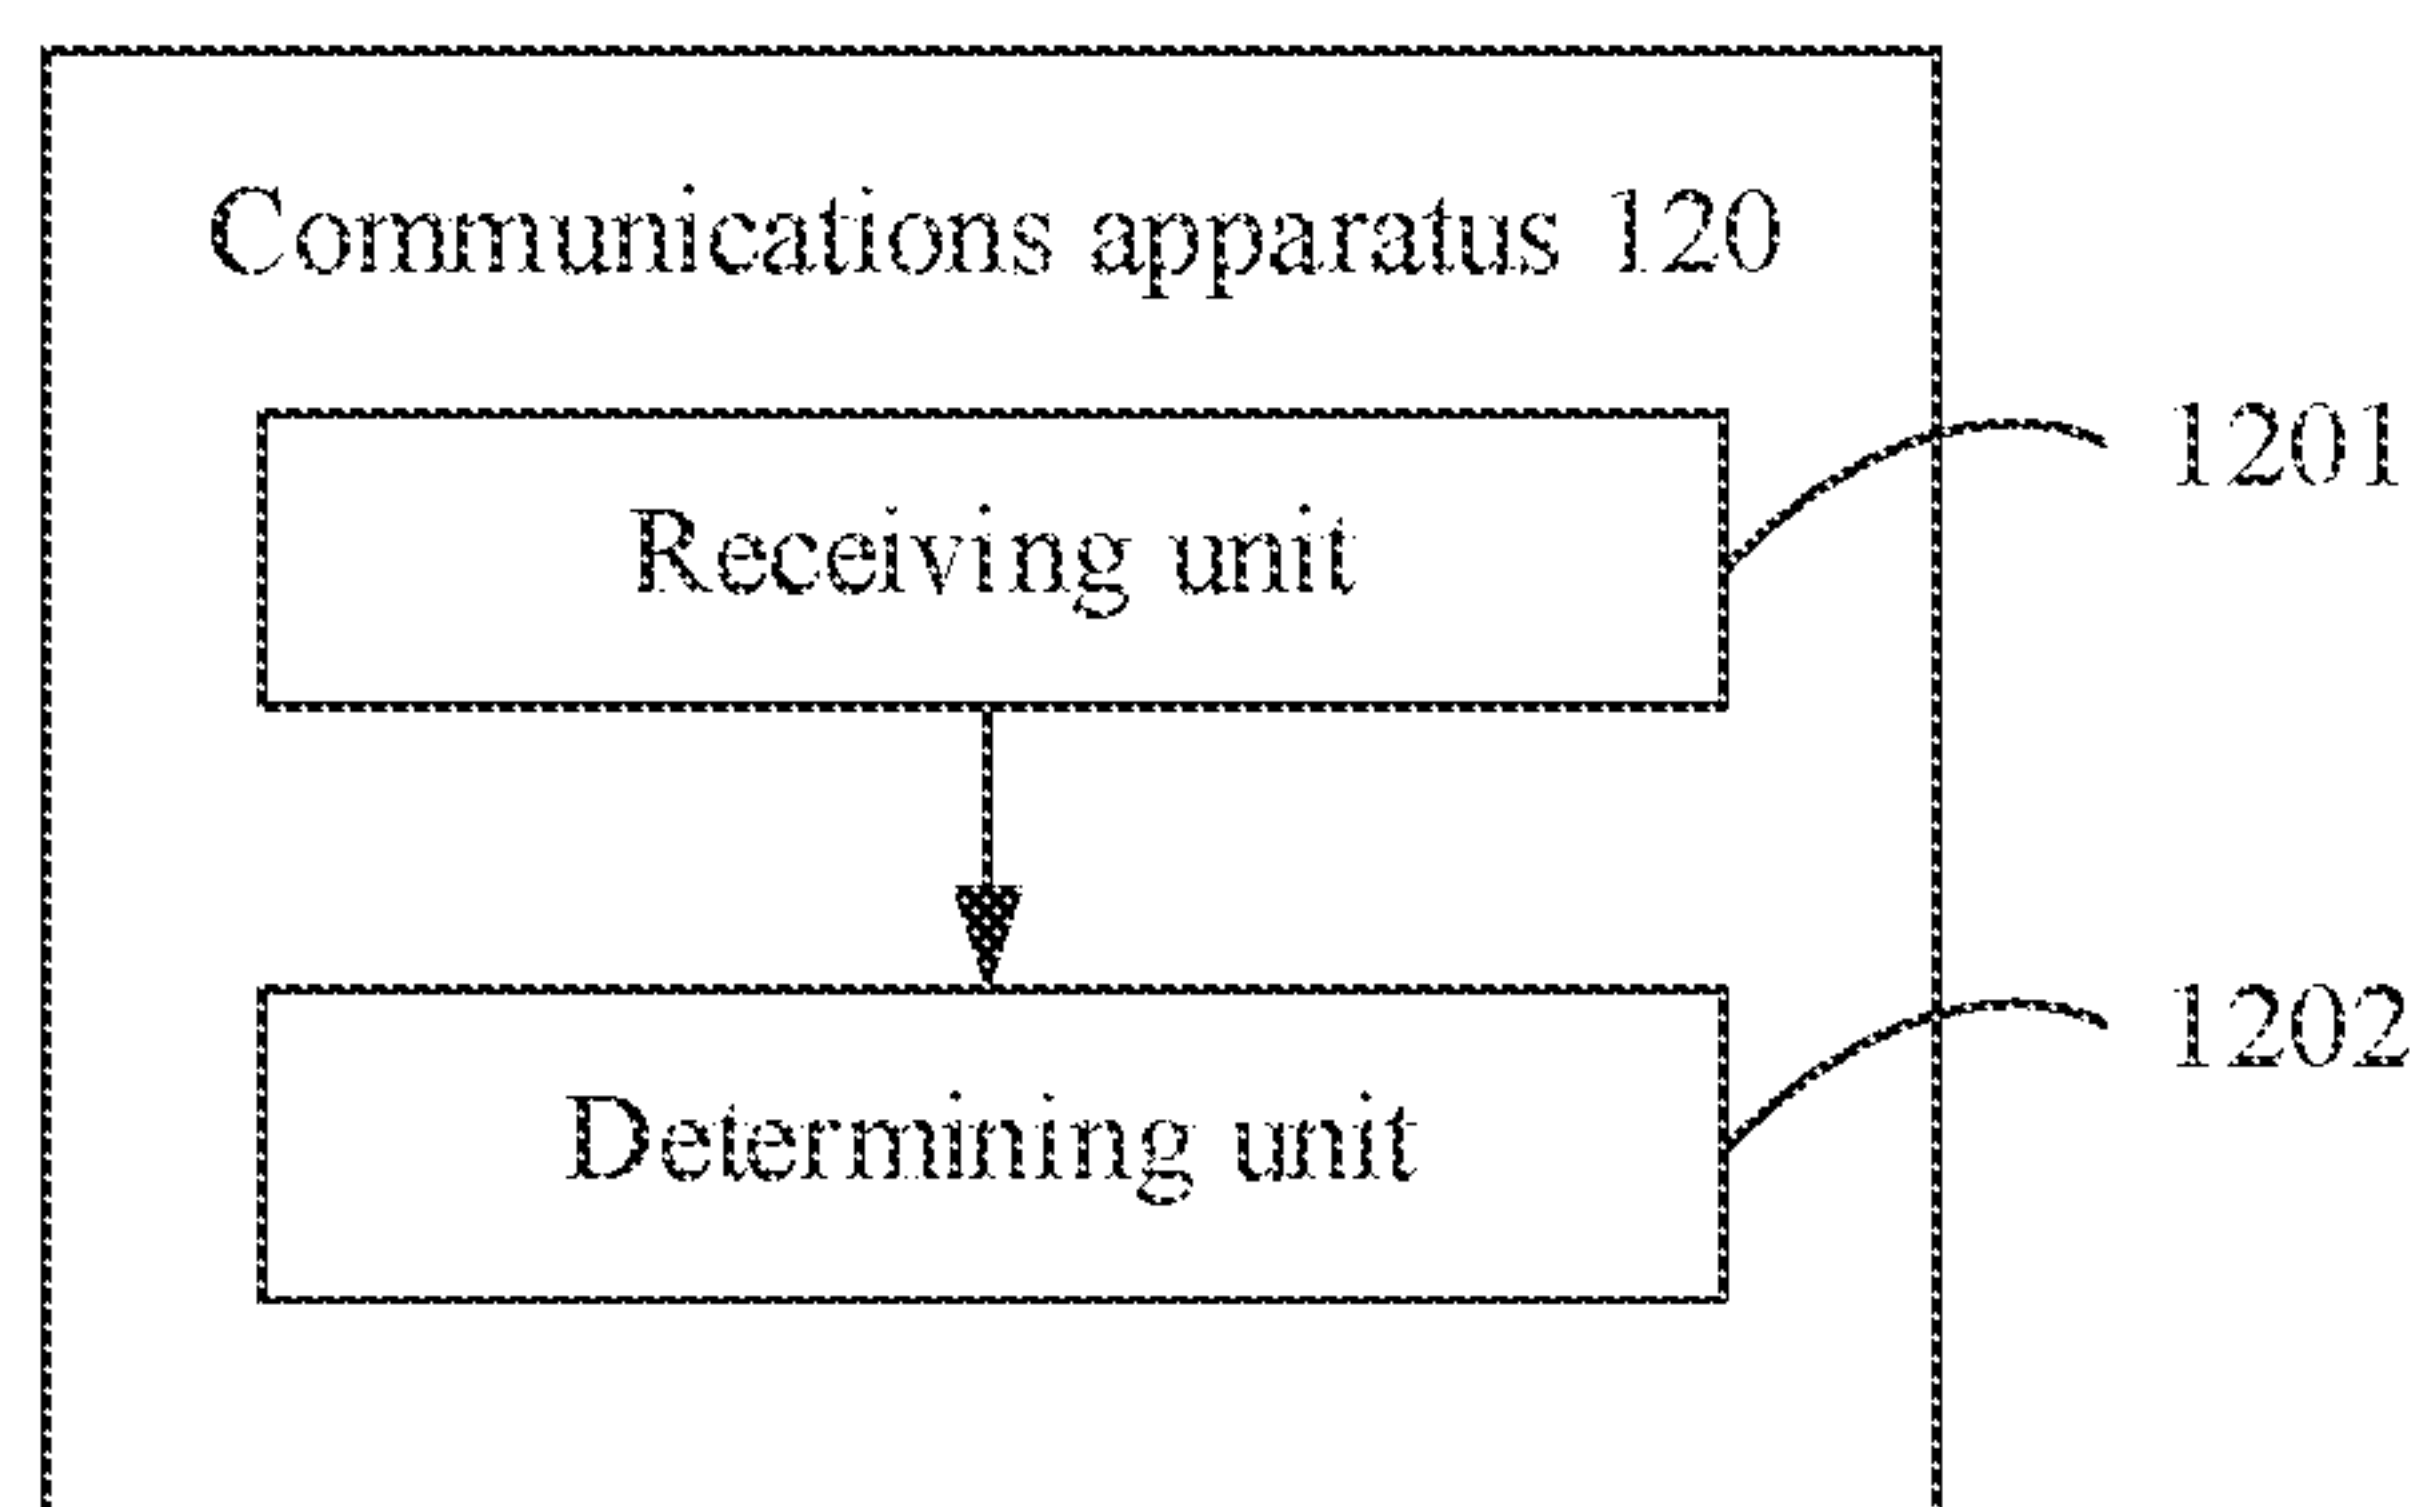 Communications apparatus 120
1201
Receiving unit
1202
Determining unit